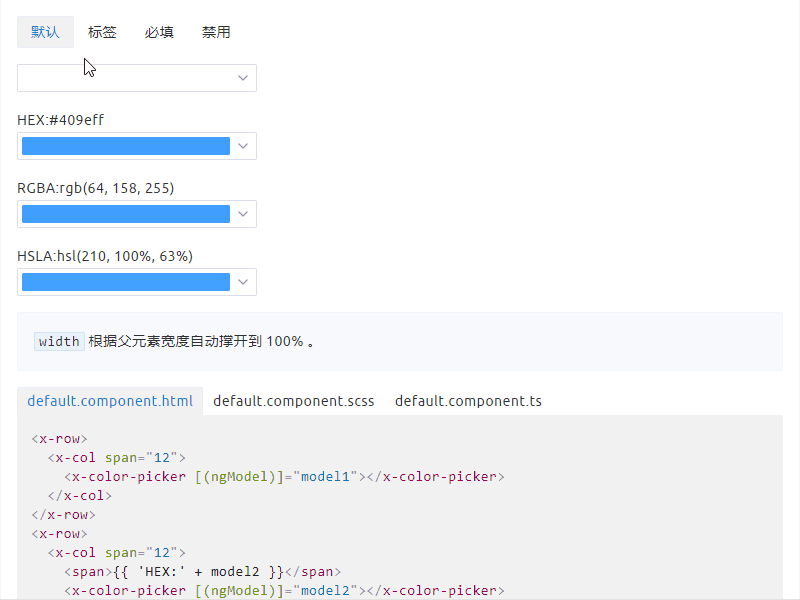 默认 标签 必填 禁用
HEX:#409eff
RGBA:rgb(64, 158, 255)
HSLA:hsl(210, 100%, 63%)
width 根据父元素宽度自动撑开到 100% 。
default.component.html default.component.scss default.component.ts
<x-row>
  <x-col span="12">
    <x-color-picker [(ngModel)]="model1"></x-color-picker>
  </x-col>
</x-row>
<x-row>
  <x-col span="12">
    <span>{{ 'HEX:' + model2 }}</span>
    <x-color-picker [(ngModel)]="model2"></x-color-picker>